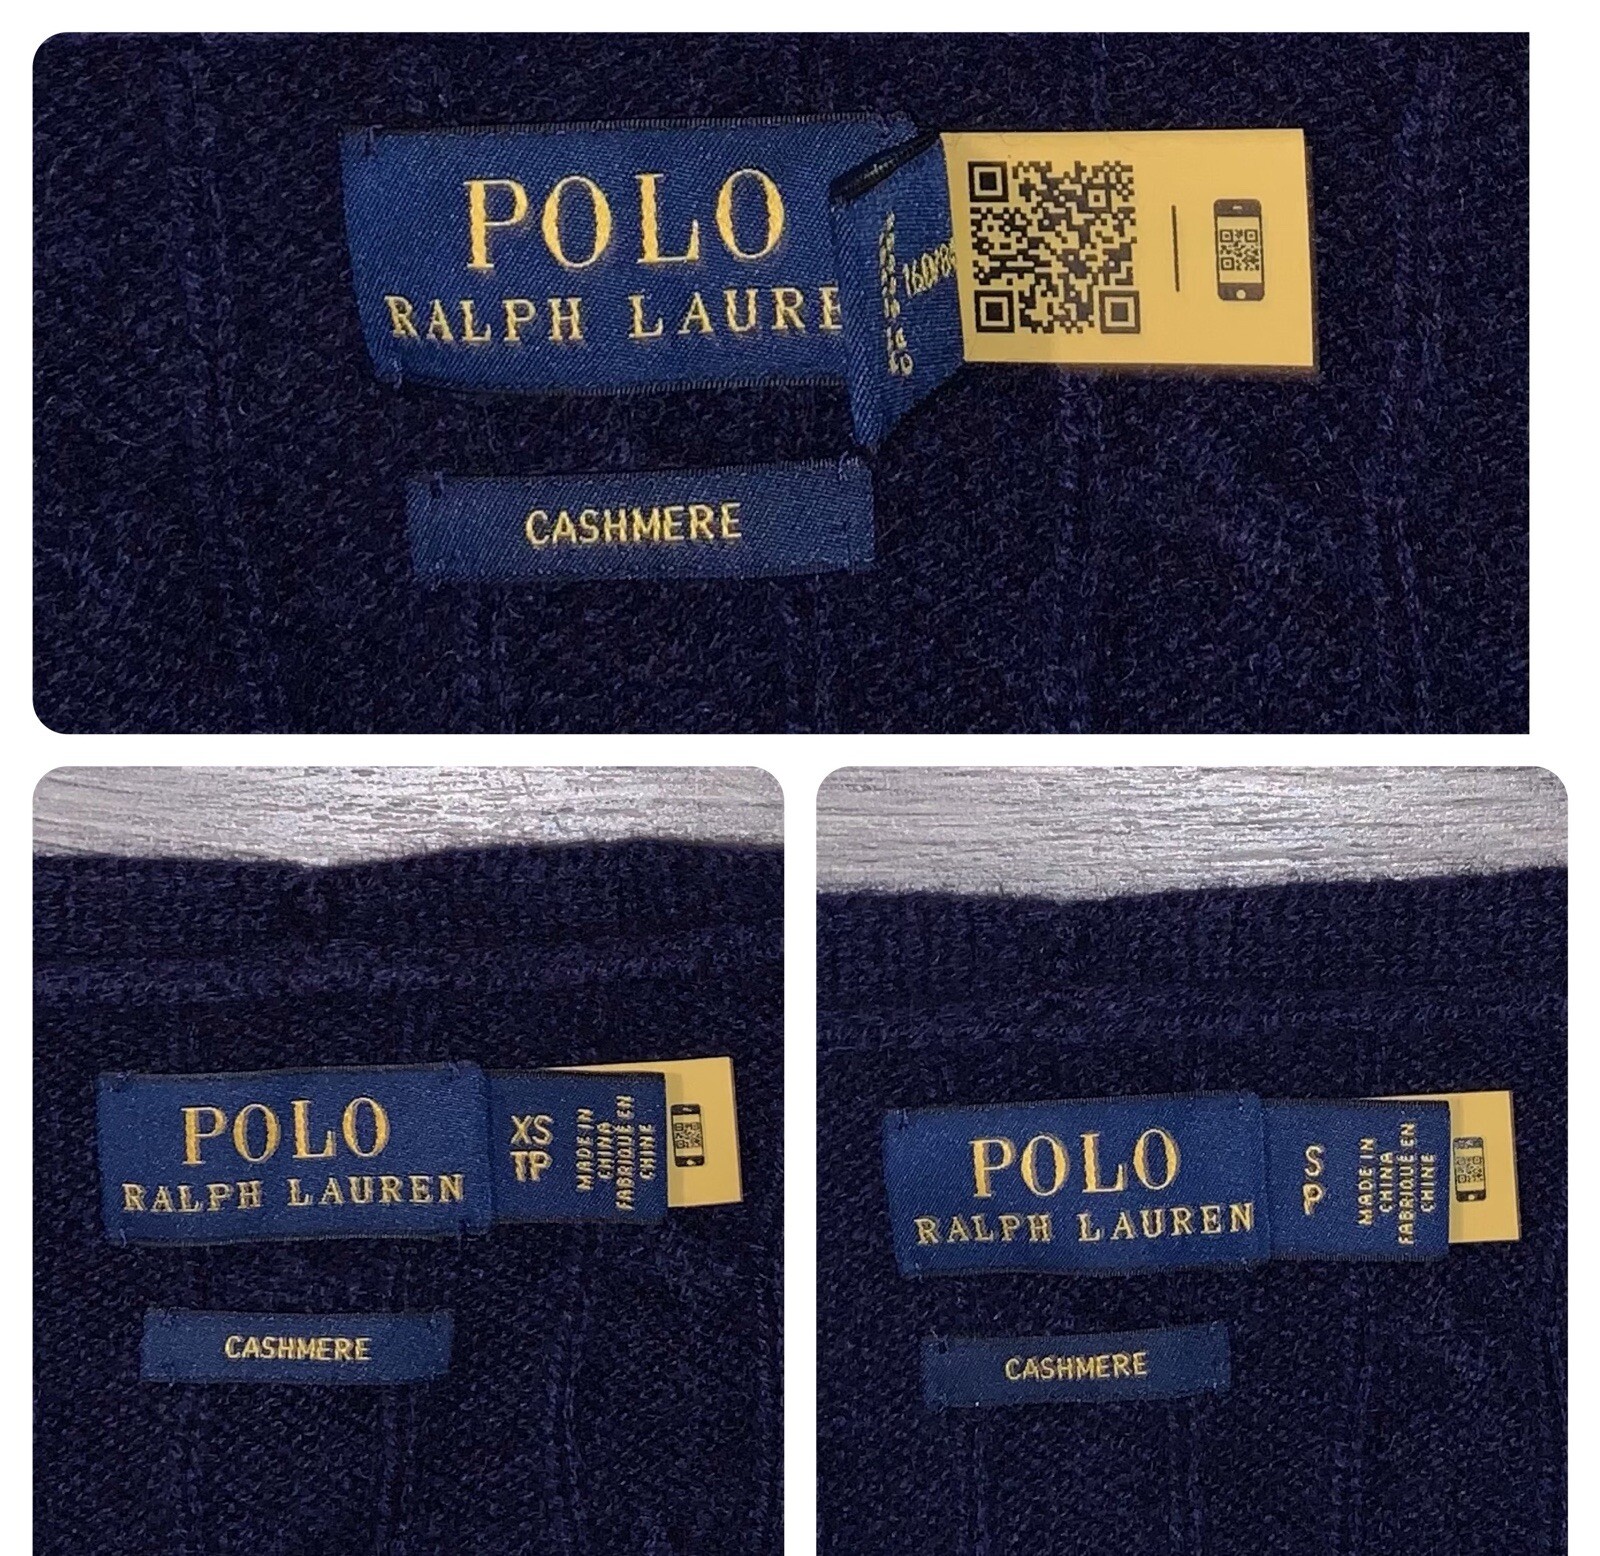 POLO
RALPH LAURE
CASHMERE
POLO
RALPH LAUREN
XS
TP
MADE IN
CHINA
FABRIQUÉ EN
CHINE
CASHMERE
POLO
RALPH LAUREN
S
P
MADE IN
CHINA
FABRIQUÉ EN
CHINE
CASHMERE